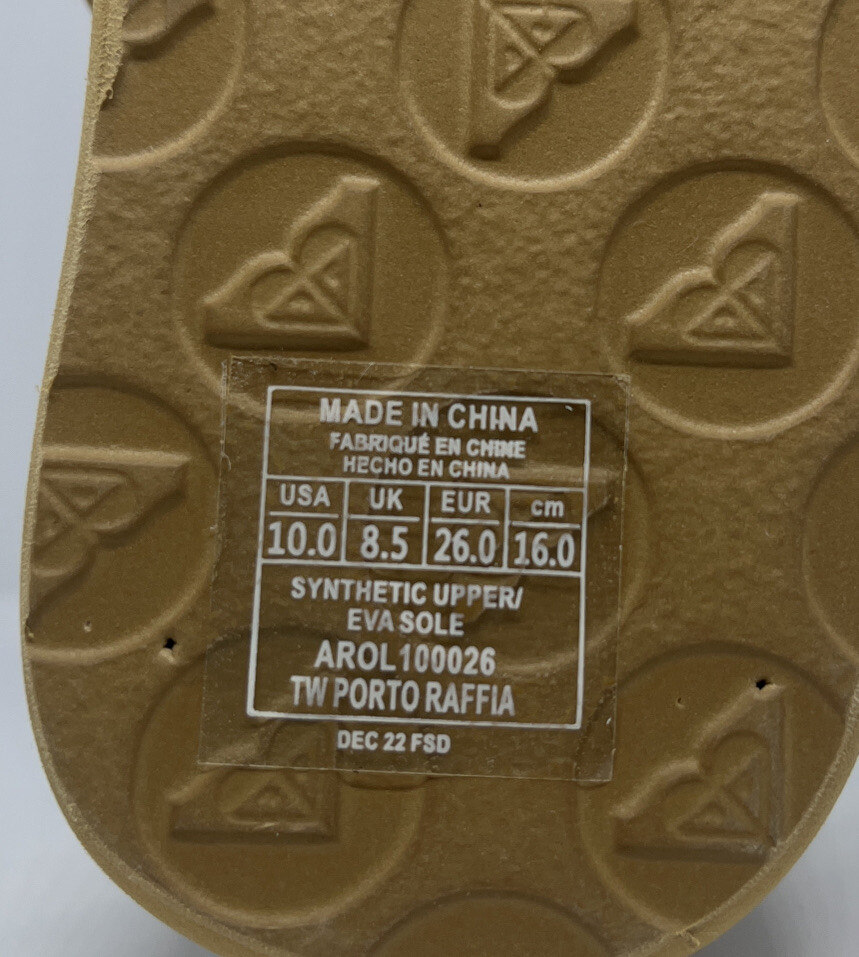 MADE IN CHINA
FABRIQUÉ EN CHINE
HECHO EN CHINA
USA UK EUR cm
10.0 8.5 26.0 16.0
SYNTHETIC UPPER/
EVA SOLE
AROL100026
TW PORTO RAFFIA
DEC 22 FSD